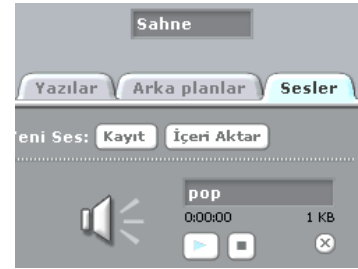 Sahne
Yazılar Arka planlar Sesler
eni Ses: Kayıt İçeri Aktar
pop
0:00:00 1 KB